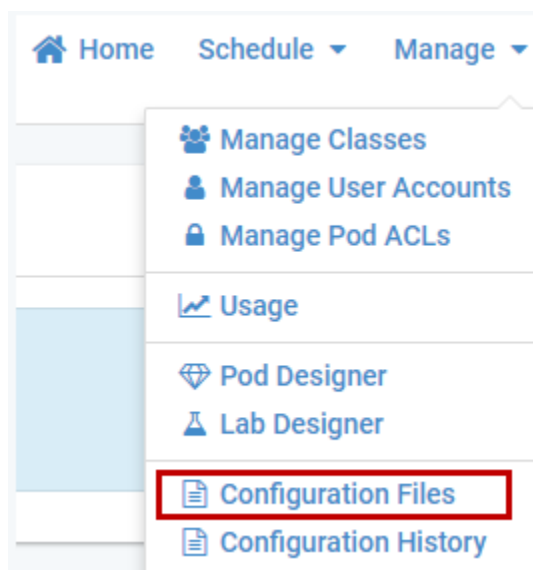 Home Schedule Manage
Manage Classes
Manage User Accounts
Manage Pod ACLs
Usage
Pod Designer
Lab Designer
Configuration Files
Configuration History